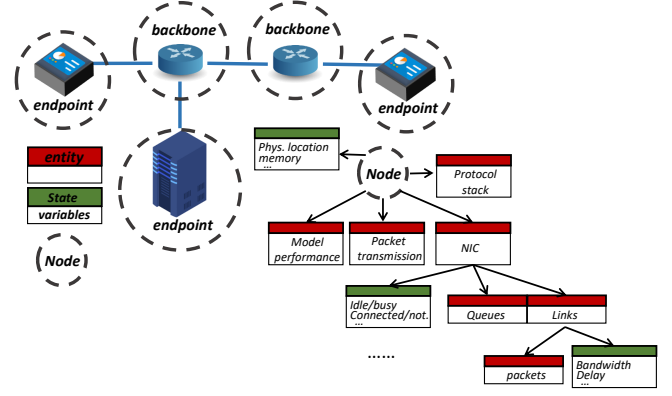 backbone
backbone
endpoint
endpoint
endpoint
entity
State
variables
Node
Phys. location
memory
...
Node
Protocol
stack
Model
performance
Packet
transmission
NIC
Idle/busy
Connected/not.
...
Queues
Links
......
packets
Bandwidth
Delay
...